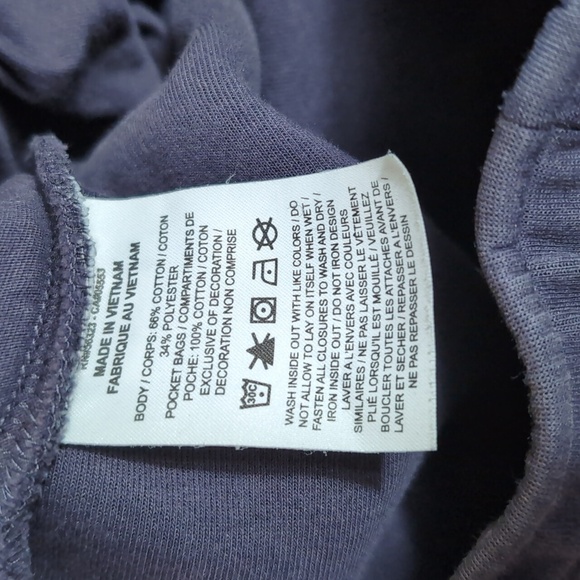 MADE IN VIETNAM
FABRIQUE AU VIETNAM
BODY / CORPS: 66% COTTON / COTON
34% POLYESTER
POCKET BAGS / COMPARTIMENTS DE
POCHE: 100% COTTON / COTON
EXCLUSIVE OF DECORATION /
DECORATION NON COMPRISE
WASH INSIDE OUT WITH LIKE COLORS / DO
NOT ALLOW TO LAY ON ITSELF WHEN WET /
FASTEN ALL CLOSURES TO WASH AND DRY /
IRON INSIDE OUT / DO NOT IRON DESIGN
LAVER À L'ENVERS AVEC COULEURS
SIMILAIRES / NE PAS LAISSER LE VÊTEMENT
PLIÉ LORSQU'IL EST MOUILLÉ / VEUILLEZ
BOUCLER TOUTES LES ATTACHES AVANT DE
LAVER ET SÉCHER / REPASSER A L'ENVERS /
NE PAS REPASSER LE DESSIN